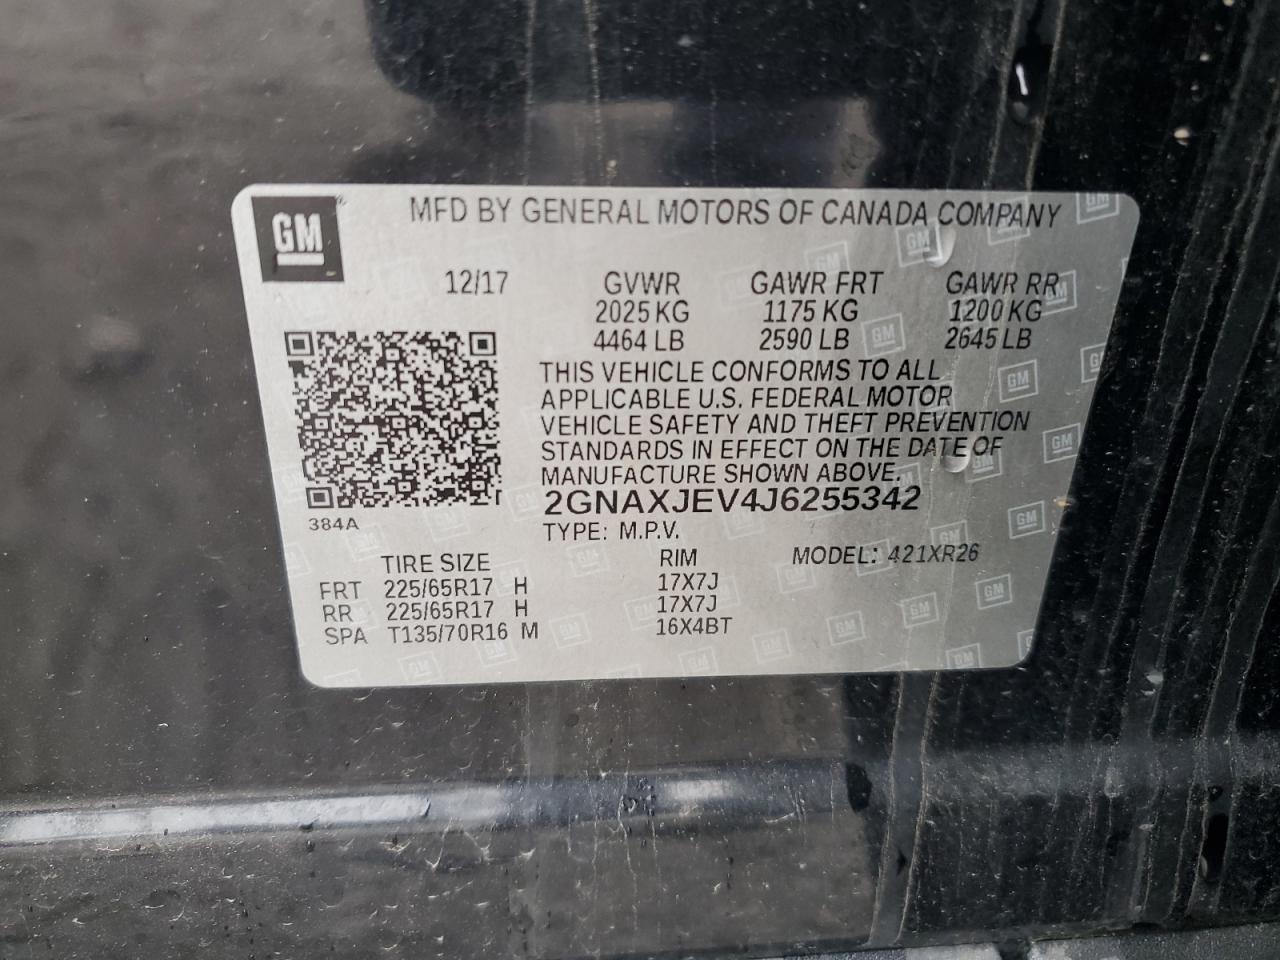 GM
MFD BY GENERAL MOTORS OF CANADA COMPANY
12/17 GVWR GAWR FRT GAWR RR
2025 KG 1175 KG 1200 KG
4464 LB 2590 LB 2645 LB
THIS VEHICLE CONFORMS TO ALL
APPLICABLE U.S. FEDERAL MOTOR
VEHICLE SAFETY AND THEFT PREVENTION
STANDARDS IN EFFECT ON THE DATE OF
MANUFACTURE SHOWN ABOVE.
2GNAXJEV4J6255342
384A
TYPE: M.P.V.
TIRE SIZE RIM MODEL: 421XR26
FRT 225/65R17 H 17X7J
RR 225/65R17 H 17X7J
SPA T135/70R16 M 16X4BT